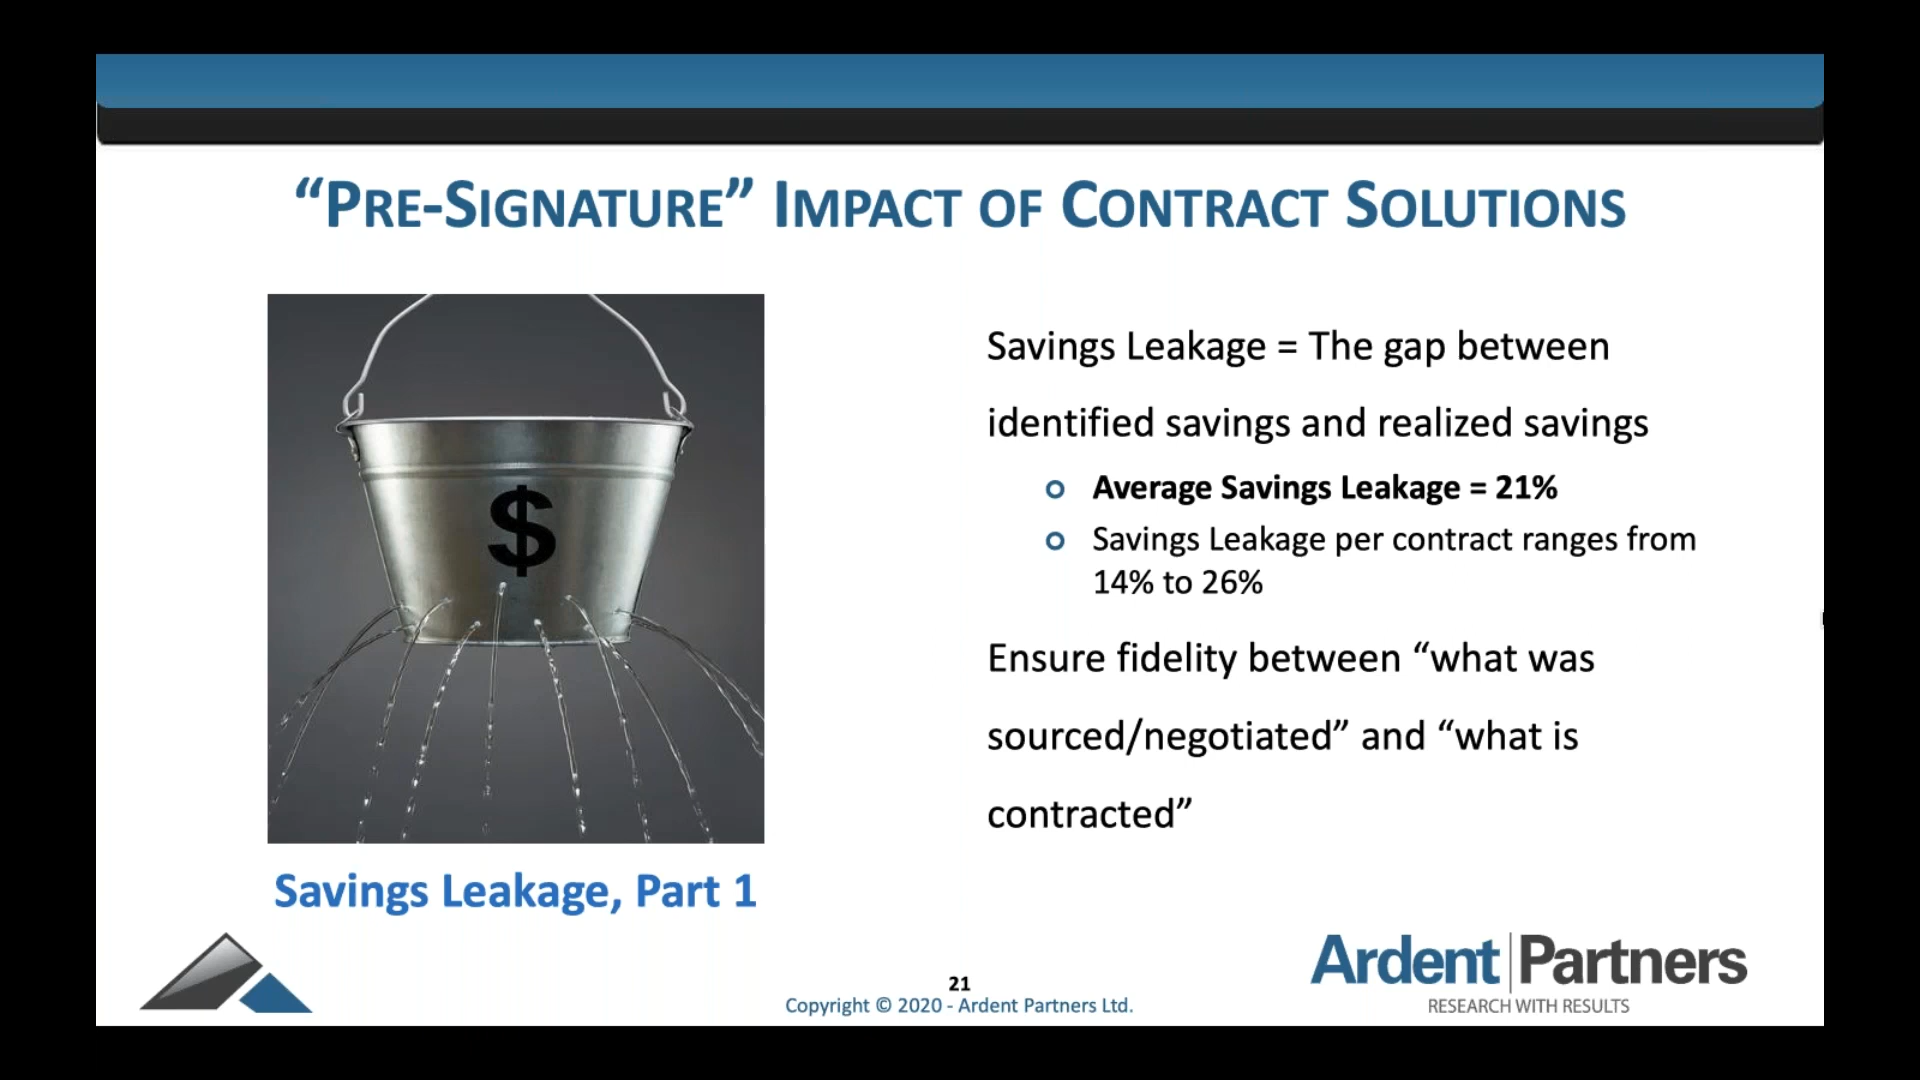 “PRE-SIGNATURE” IMPACT OF CONTRACT SOLUTIONS
$
Savings Leakage, Part 1
Savings Leakage = The gap between
identified savings and realized savings
Average Savings Leakage = 21%
Savings Leakage per contract ranges from
14% to 26%
Ensure fidelity between “what was
sourced/negotiated” and “what is
contracted”
21
Copyright © 2020 - Ardent Partners Ltd.
Ardent Partners
RESEARCH WITH RESULTS